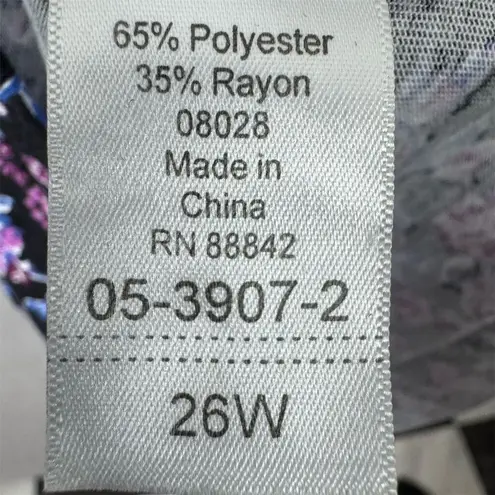 65% Polyester
35% Rayon
08028
Made in
China
RN 88842
05-3907-2
26W